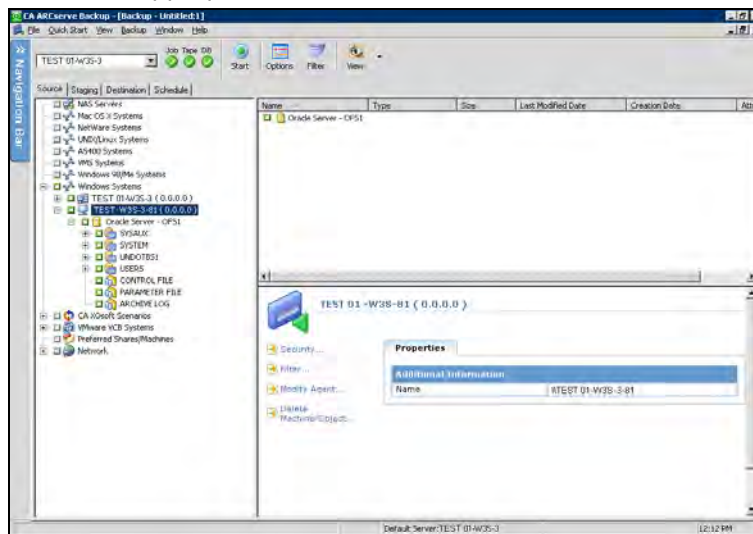 CA ARCserve Backup - [Backup - Untitled:1]
File Quick Start View Backup Window Help
TEST 01-W3S-3
Job Tape DB
Start Options Filter View
Navigation Bar
Source Staging Destination Schedule
NAS Servers
Mac OS X Systems
NetWare Systems
UNIX/Linux Systems
AS400 Systems
VMS Systems
Windows 98/Me Systems
Windows Systems
TEST 01-W3S-3 ( 0.0.0.0 )
TEST-W3S-3-81 ( 0.0.0.0 )
Oracle Server - OPS1
SYSAUX
SYSTEM
UNDOTBS1
USERS
CONTROL FILE
PARAMETER FILE
ARCHIVE LOG
CA XOsoft Scenarios
VMware VCB Systems
Preferred Shares/Machines
Network
Name Type Size Last Modified Date Creation Date
Oracle Server - OPS1
TEST 01 -W3S-81 ( 0.0.0.0 )
Security...
Filter...
Modify Agent...
Delete
Machine/Object...
Properties
Additional Information
Name
Default Server:TEST 01-W3S-3
12:12 PM